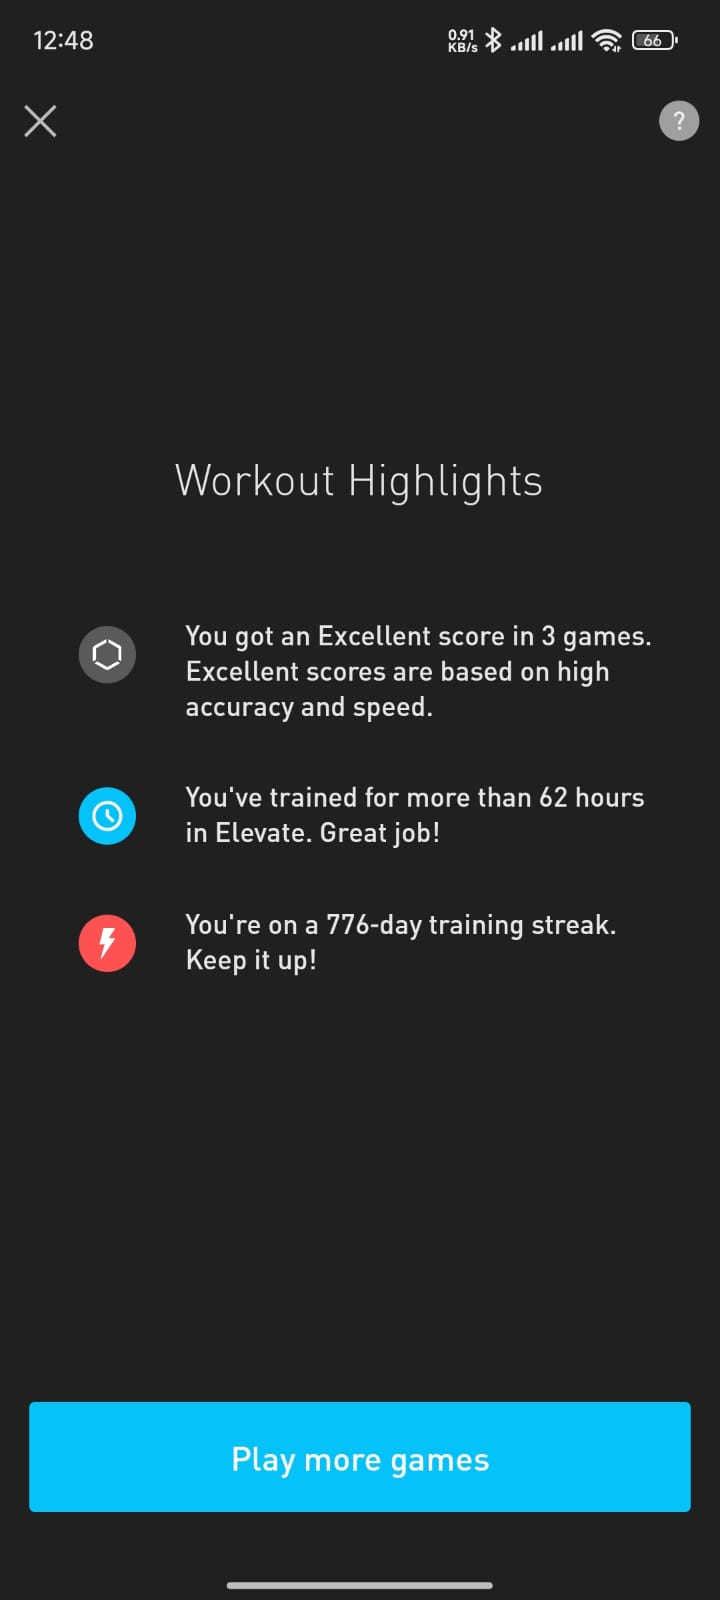 12:48
0.91
KB/s
66
?
Workout Highlights
You got an Excellent score in 3 games.
Excellent scores are based on high
accuracy and speed.
You've trained for more than 62 hours
in Elevate. Great job!
You're on a 776-day training streak.
Keep it up!
Play more games